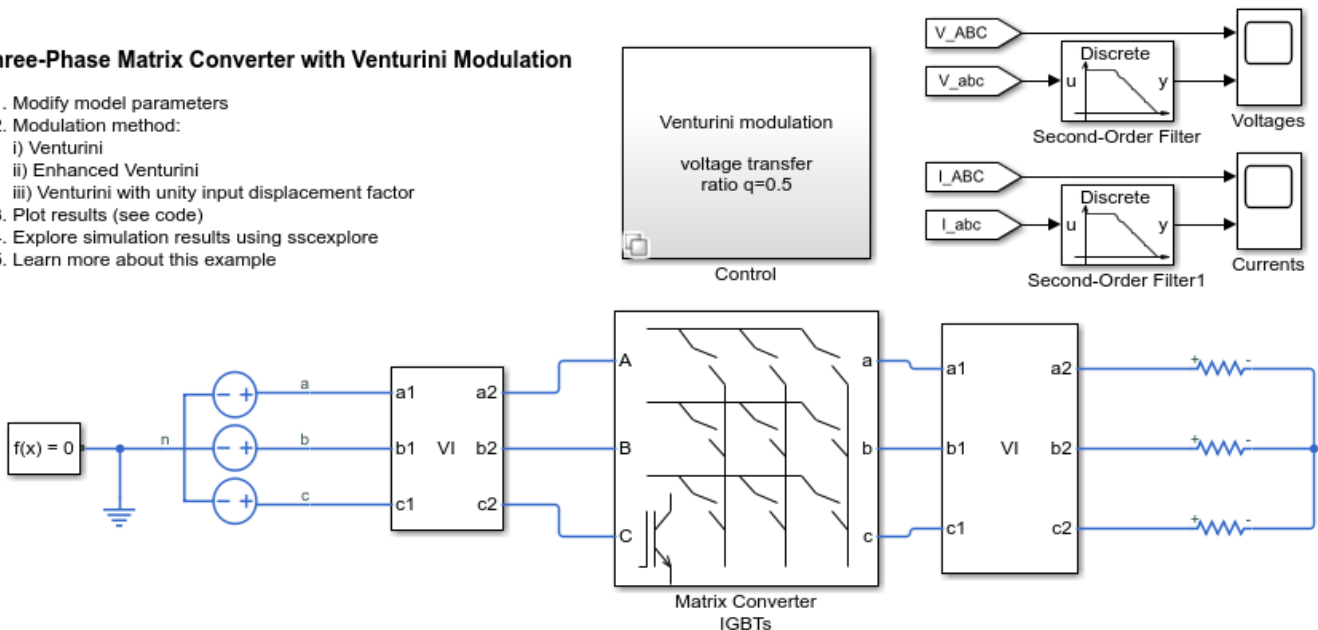 hree-Phase Matrix Converter with Venturini Modulation
. Modify model parameters
2. Modulation method:
i) Venturini
ii) Enhanced Venturini
iii) Venturini with unity input displacement factor
3. Plot results (see code)
. Explore simulation results using sscexplore
5. Learn more about this example
Venturini modulation
voltage transfer
ratio q=0.5
Control
V_ABC
V_abc
Discrete
u
y
Second-Order Filter
Voltages
I_ABC
I_abc
Discrete
u
y
Second-Order Filter1
Currents
f(x) = 0
n
- +
- +
- +
a
b
c
a1
a2
b1
VI
b2
c1
c2
A
B
C
a
b
c
Matrix Converter
IGBTs
a1
a2
b1
VI
b2
c1
c2
+ -
+ -
+ -